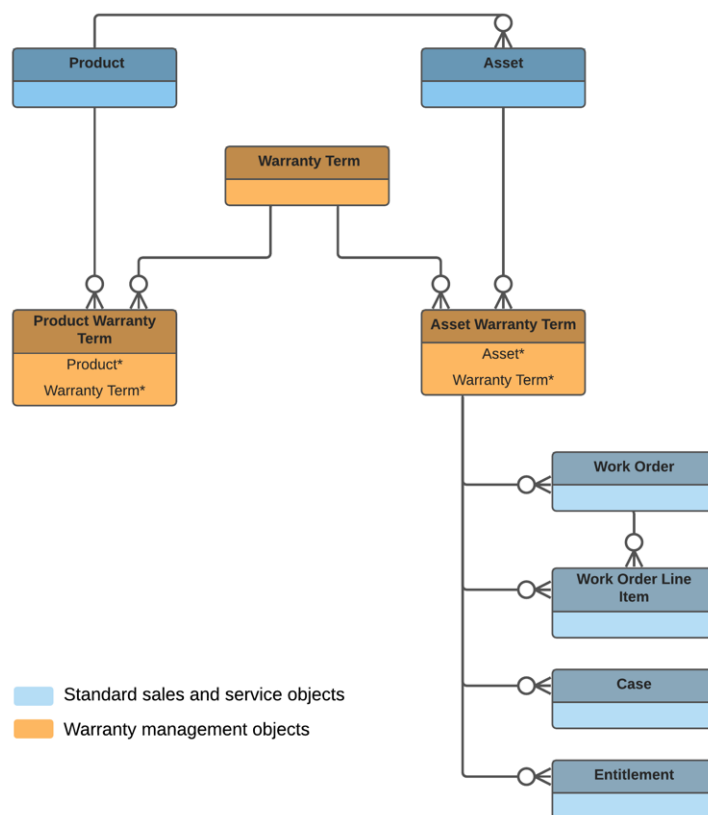 Product
Asset
Warranty Term
Product Warranty
Term
Product*
Warranty Term*
Asset Warranty Term
Asset*
Warranty Term*
Work Order
Work Order Line
Item
Case
Entitlement
Standard sales and service objects
Warranty management objects